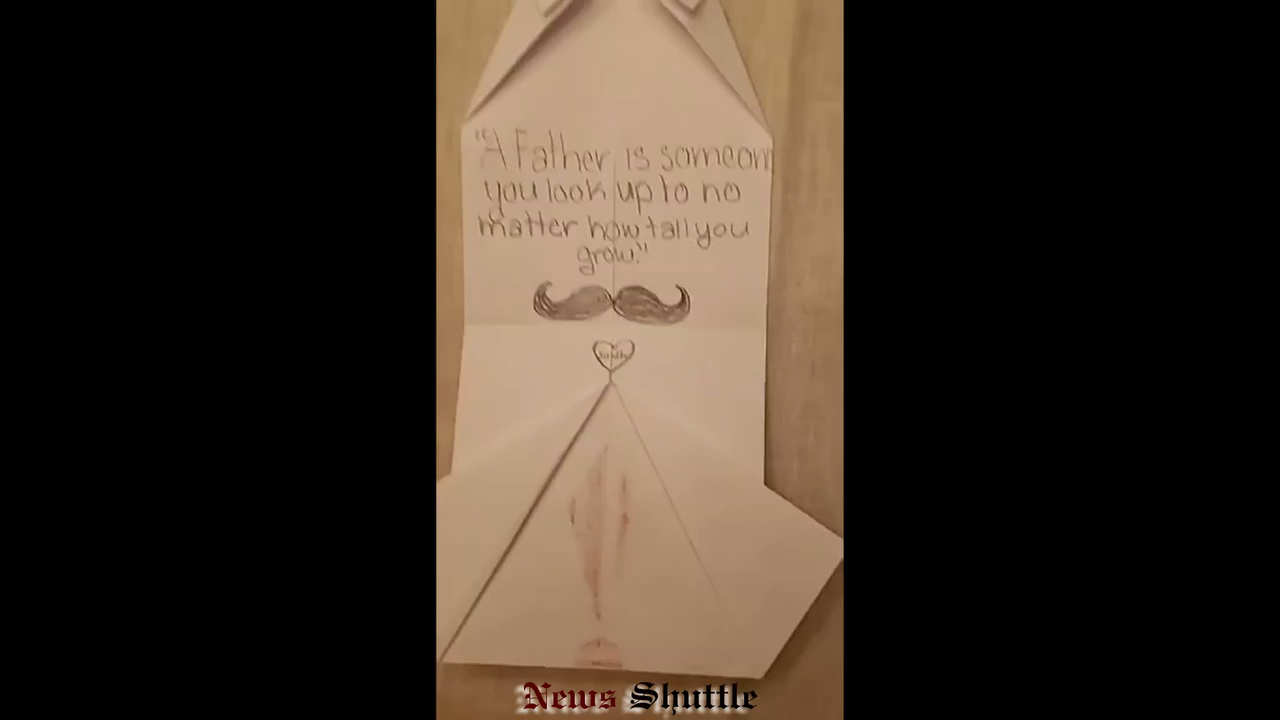 "A Father is someon
you look up to no
matter how tall you
grow."
News Shuttle